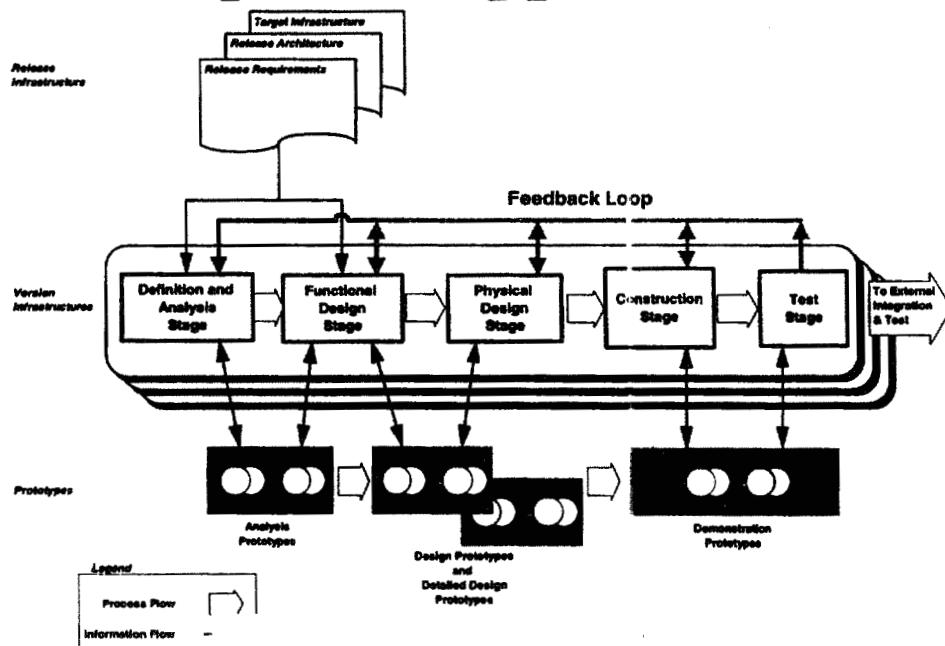 Target Infrastructure
Release Architecture
Release Requirements
Release
Infrastructure
Feedback Loop
Version
Infrastructures
Definition and
Analysis
Stage
Functional
Design
Stage
Physical
Design
Stage
Construction
Stage
Test
Stage
To External
Integration
& Test
Prototypes
Analysis
Prototypes
Design Prototypes
and
Detailed Design
Prototypes
Demonstration
Prototypes
Legend
Process Flow
Information Flow